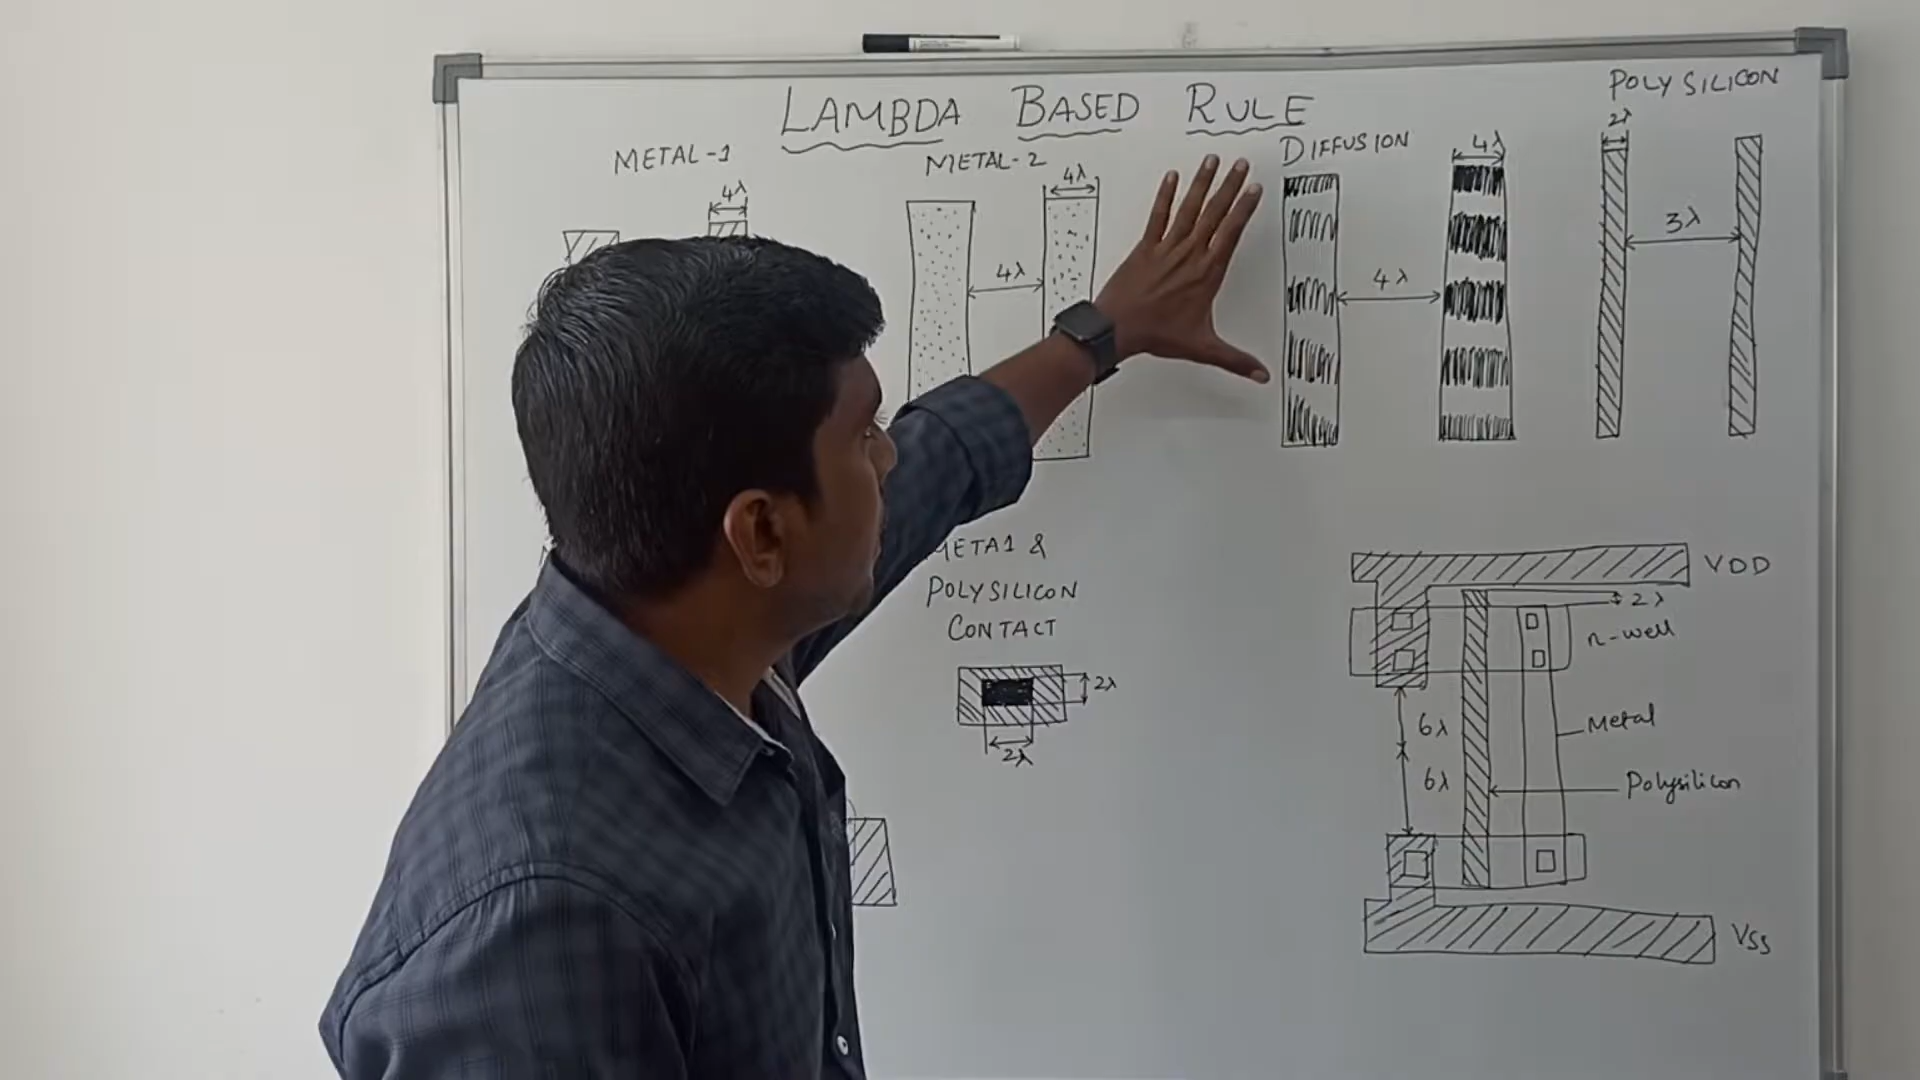 LAMBDA BASED RULE
METAL-1
4λ
METAL-2
4λ
4λ
DIFFUSION
4λ
4λ
POLYSILICON
2λ
3λ
META1 &
POLYSILICON
CONTACT
2λ
2λ
VDD
2λ
n-well
6λ
Metal
6λ
Polysilicon
VSS